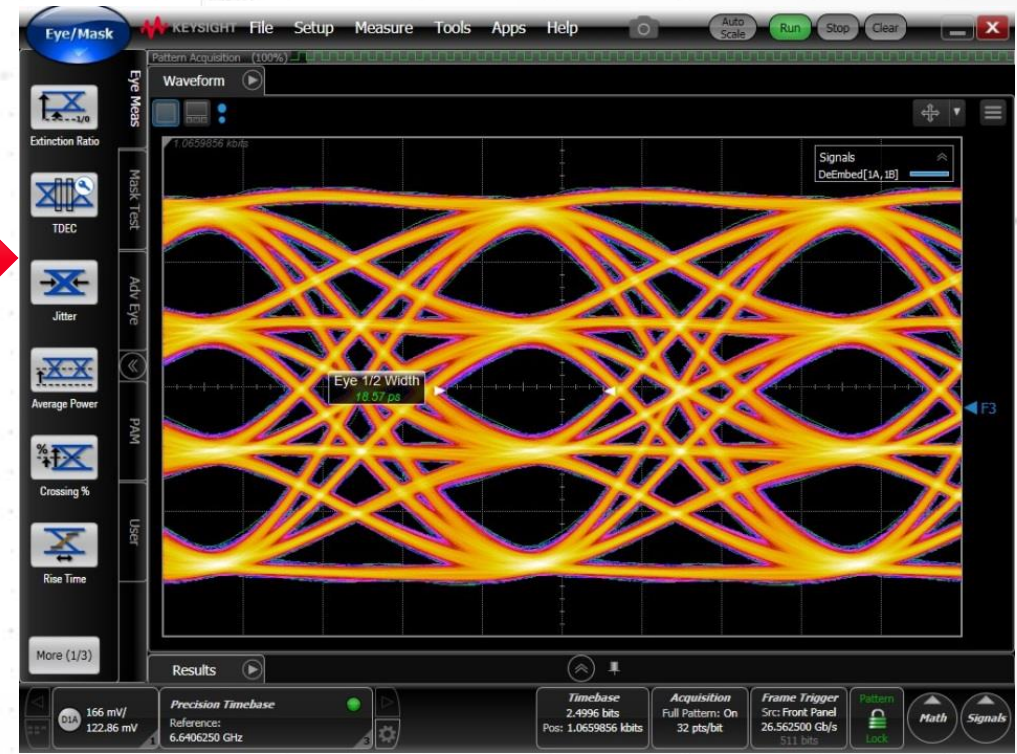 Eye/Mask
KEYSIGHT File Setup Measure Tools Apps Help
Auto
Scale
Run
Stop
Clear
Pattern Acquisition (100%)
Eye Meas
Mask Test
Adv Eye
PAM
User
Extinction Ratio
TDEC
Jitter
Average Power
%
Crossing %
Rise Time
More (1/3)
1/0
Waveform
1.0659856 kbits
Signals
DeEmbed[1A,1B]
Eye 1/2 Width
18.57 ps
F3
Results
D1A
166 mV/
122.86 mV
1
Precision Timebase
Reference:
6.6406250 GHz
3
Timebase
2.4996 bits
Pos: 1.0659856 kbits
Acquisition
Full Pattern: On
32 pts/bit
Frame Trigger
Src: Front Panel
26.562500 Gb/s
511 bits
Pattern
Lock
Math
Signals